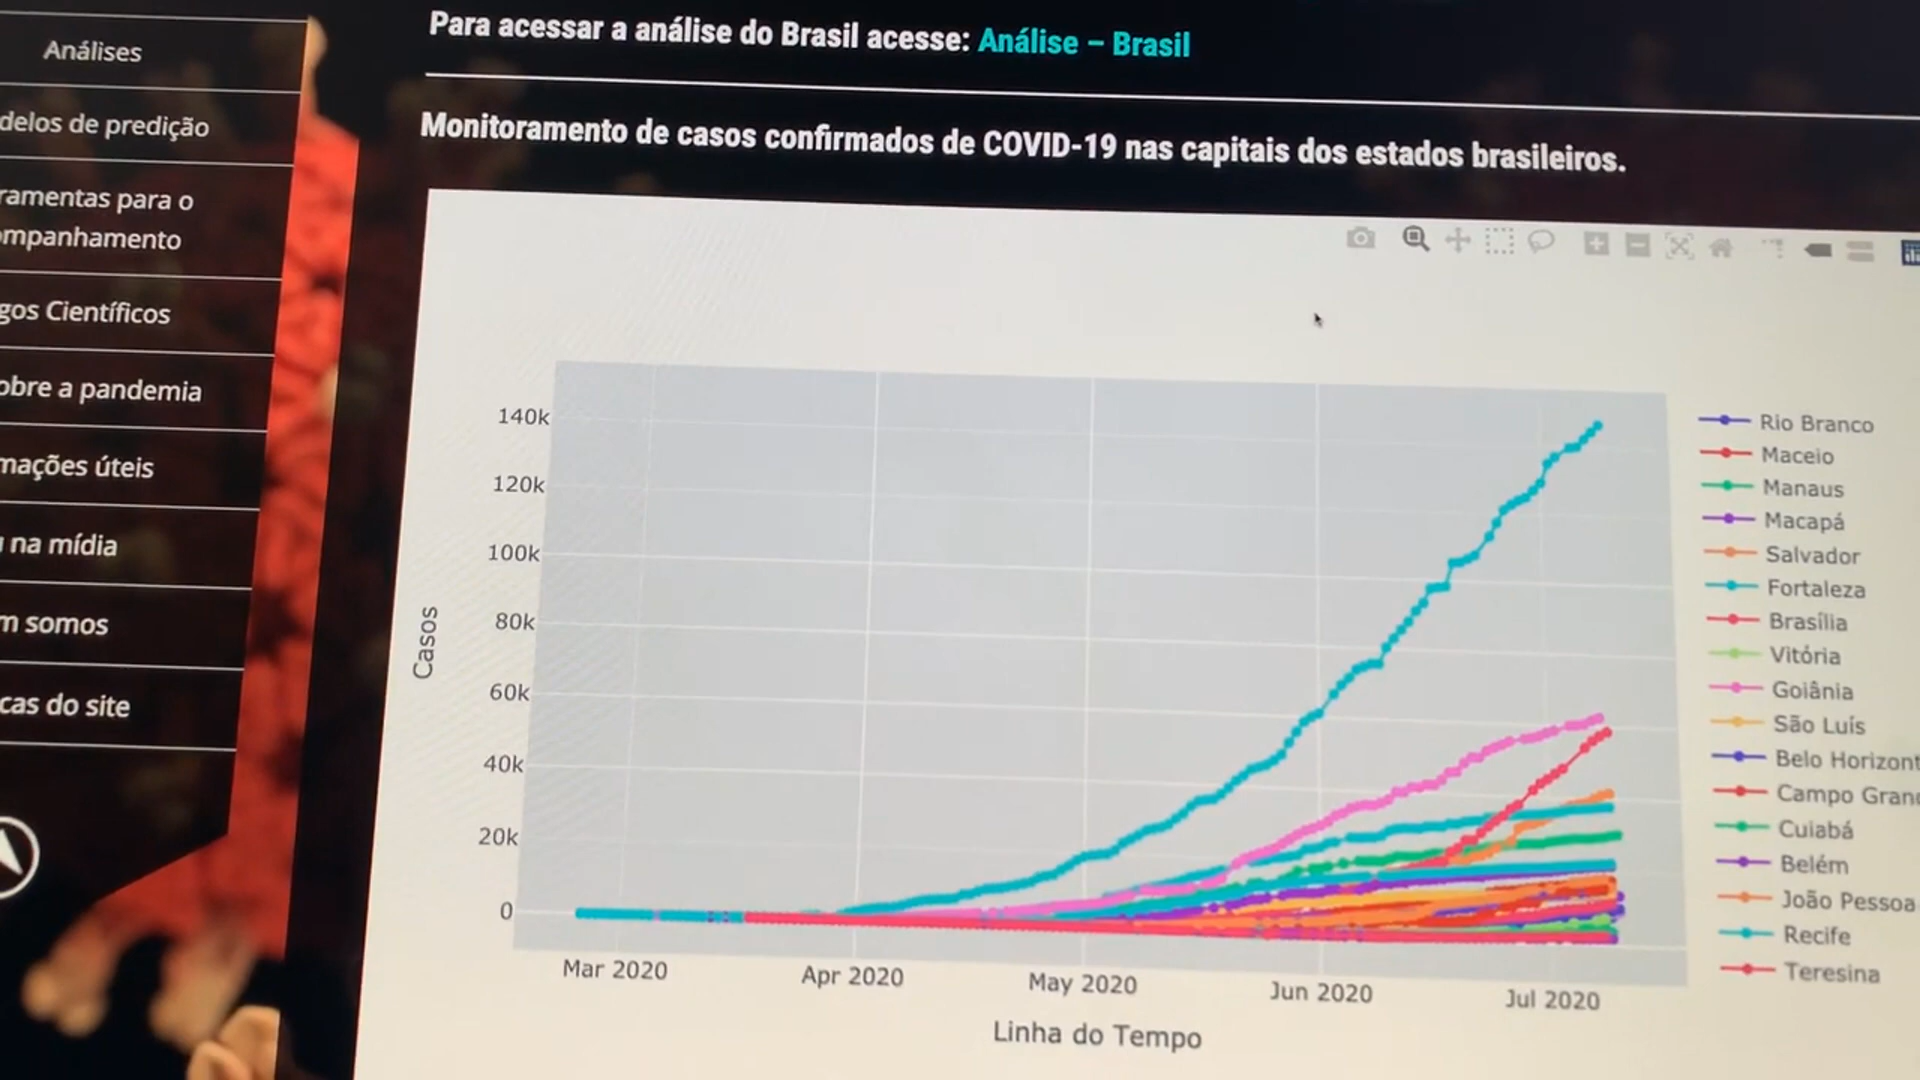 Para acessar a análise do Brasil acesse: Análise – Brasil
Monitoramento de casos confirmados de COVID-19 nas capitais dos estados brasileiros.
Análises
delos de predição
ramentas para o
ompanhamento
gos Científicos
obre a pandemia
mações úteis
na mídia
m somos
cas do site
140k
120k
100k
80k
60k
40k
20k
0
Casos
Mar 2020
Apr 2020
May 2020
Jun 2020
Jul 2020
Linha do Tempo
Rio Branco
Maceio
Manaus
Macapá
Salvador
Fortaleza
Brasília
Vitória
Goiânia
São Luís
Belo Horizont
Campo Grand
Cuiabá
Belém
João Pessoa
Recife
Teresina